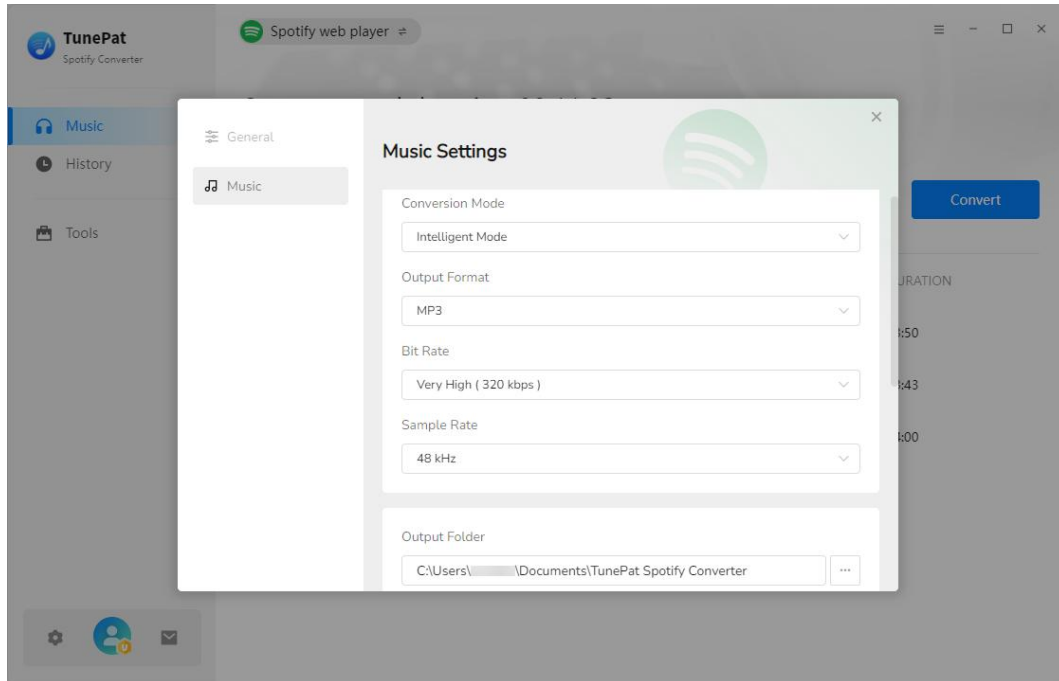 TunePat
Spotify Converter
Spotify web player
Music
History
Tools
Convert
URATION
:50
:43
:00
General
Music
Music Settings
Conversion Mode
Intelligent Mode
Output Format
MP3
Bit Rate
Very High ( 320 kbps )
Sample Rate
48 kHz
Output Folder
C:\Users\ \Documents\TunePat Spotify Converter
...